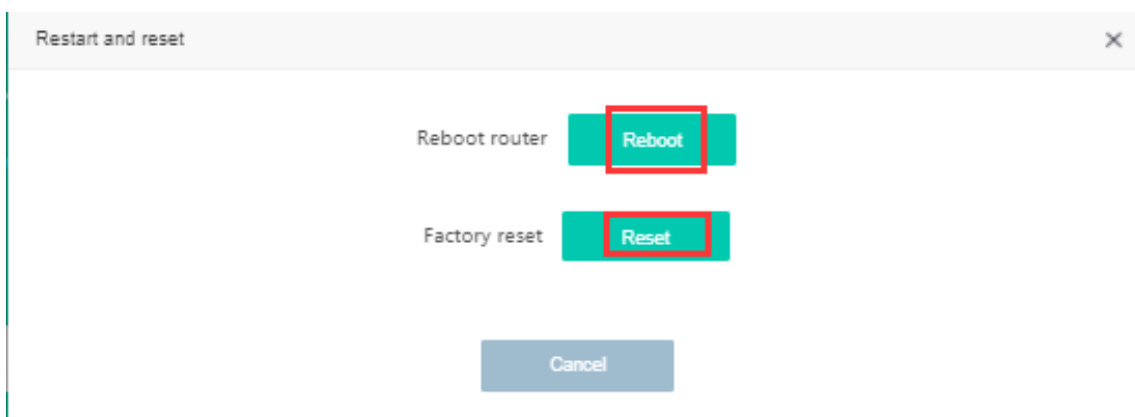 Restart and reset
Reboot router Reboot
Factory reset Reset
Cancel